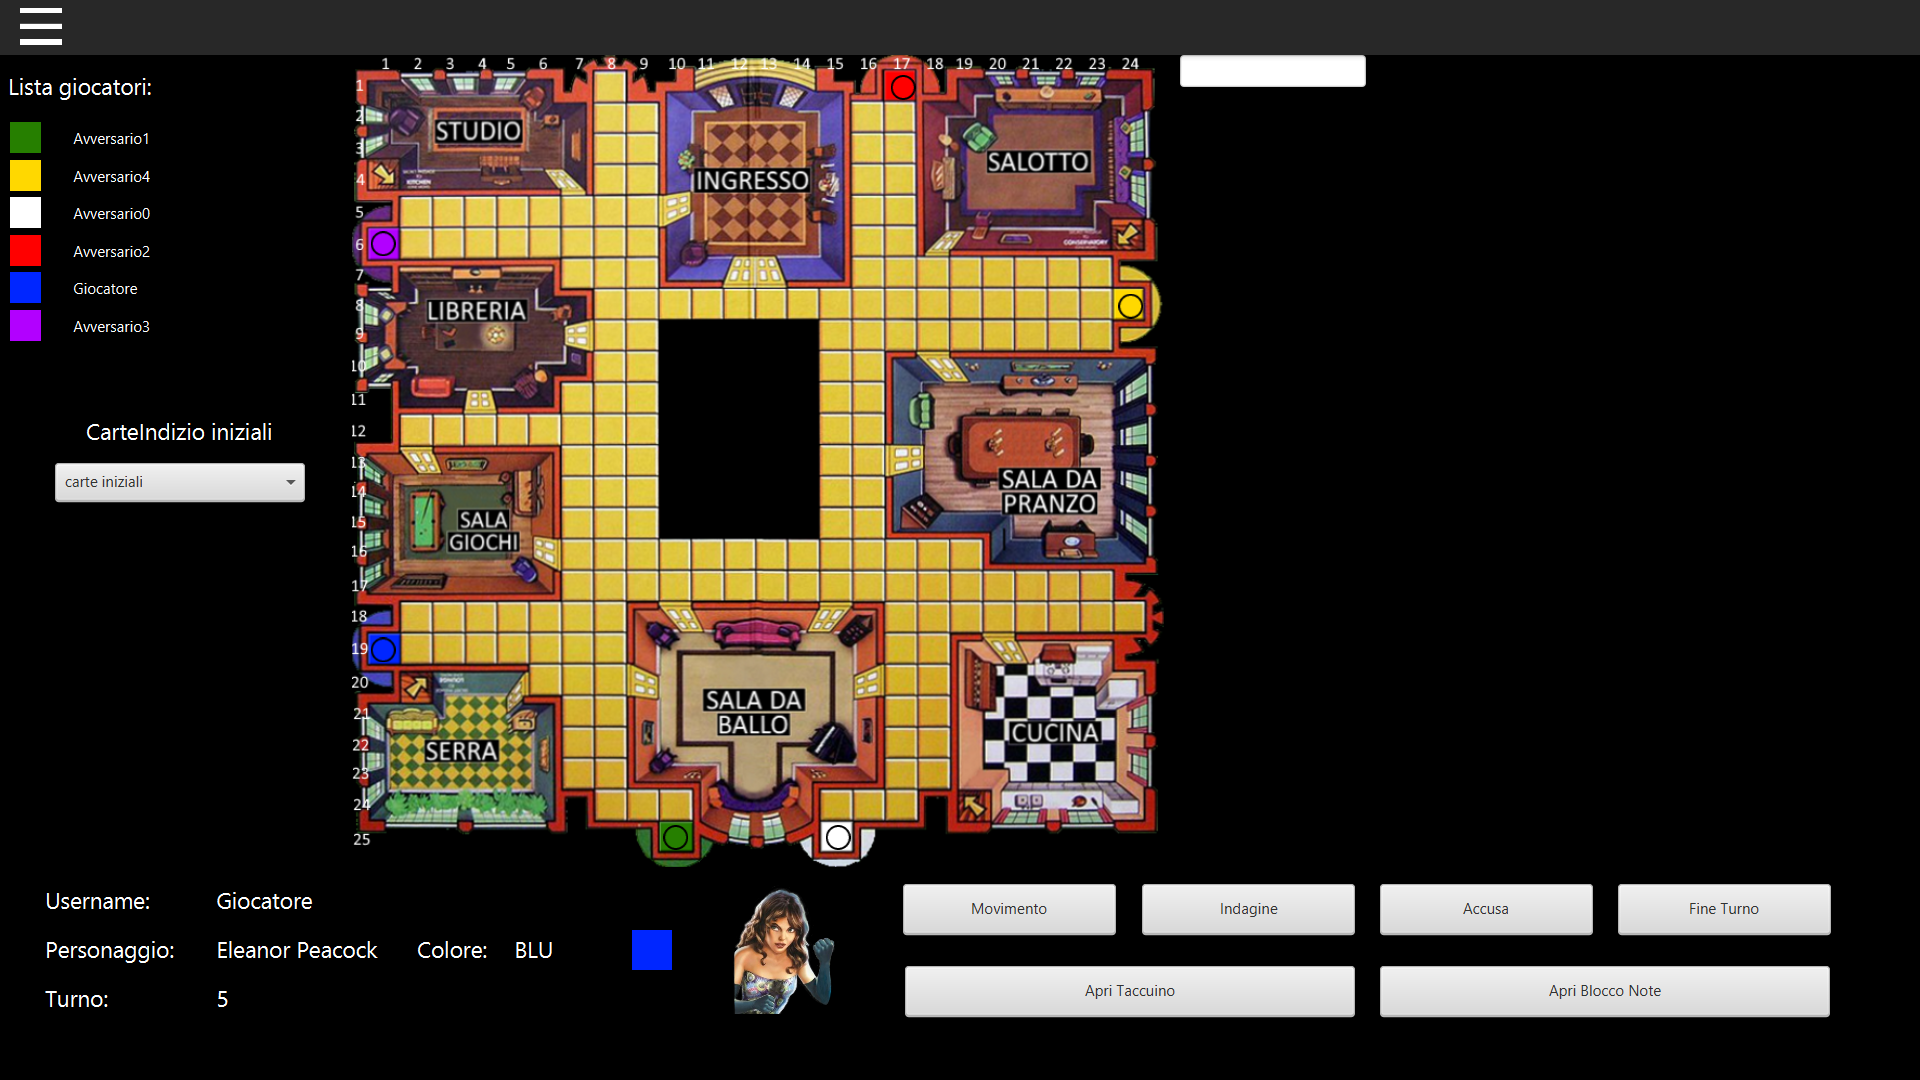 1 2 3 4 5 6 7 8 9 10 11 12 13 14 15 16 17 18 19 20 21 22 23 24
Lista giocatori:
Avversario1
Avversario4
Avversario0
Avversario2
Giocatore
Avversario3
CarteIndizio iniziali
carte iniziali
1
2
3
4
5
6
7
8
9
10
11
12
13
14
15
16
17
18
19
20
21
22
23
24
25
STUDIO
INGRESSO
SALOTTO
KITCHEN
CONSERVATORY
LIBRERIA
SALA DA
PRANZO
SALA
GIOCHI
SALA DA
BALLO
SERRA
CUCINA
Username: Giocatore
Personaggio: Eleanor Peacock Colore: BLU
Turno: 5
Movimento
Indagine
Accusa
Fine Turno
Apri Taccuino
Apri Blocco Note